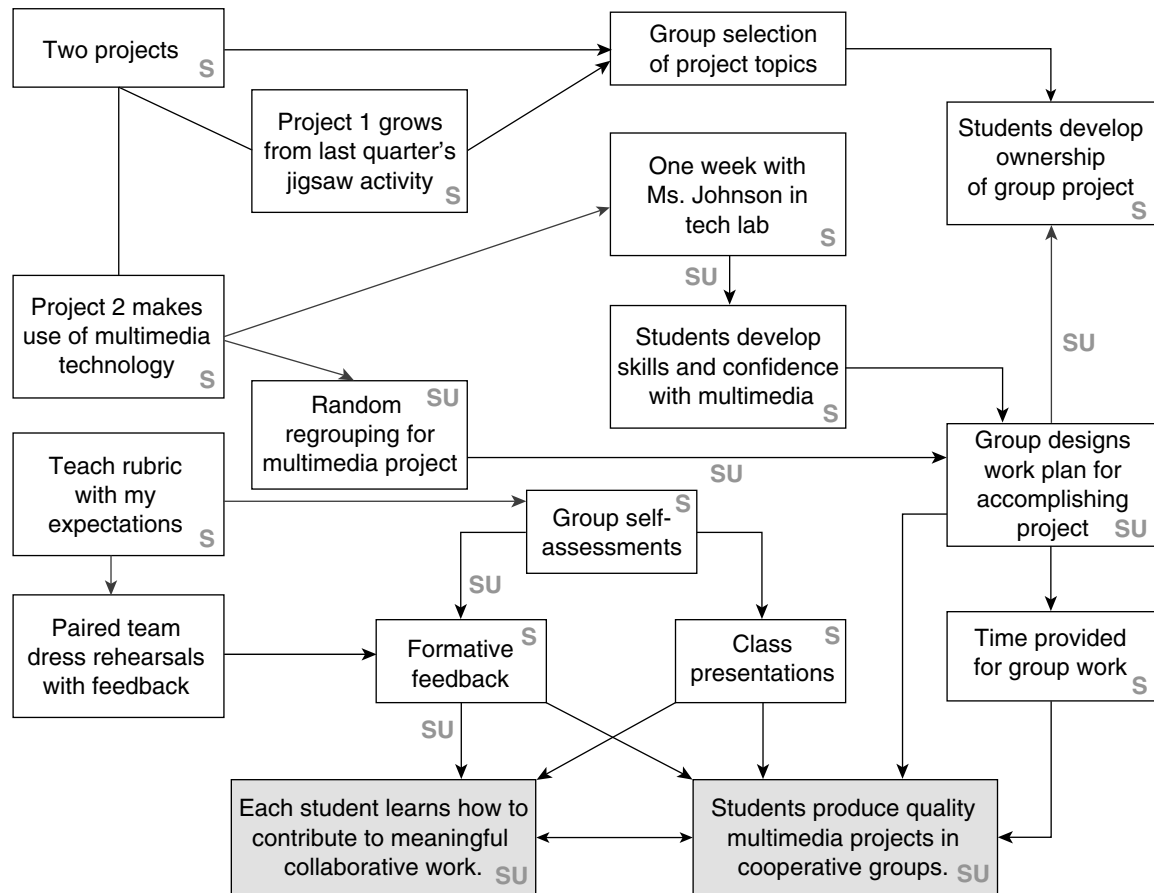 Two projects
S
Group selection
of project topics
Project 1 grows
from last quarter’s
jigsaw activity
S
Students develop
ownership
of group project
S
One week with
Ms. Johnson in
tech lab
S
SU
Project 2 makes
use of multimedia
technology
S
Students develop
skills and confidence
with multimedia
S
SU
SU
Random
regrouping for
multimedia project
SU
Group designs
work plan for
accomplishing
project
SU
Teach rubric
with my
expectations
S
S
Group self-
assessments
SU
Paired team
dress rehearsals
with feedback
S
Formative
feedback
S
Class
presentations
Time provided
for group work
S
SU
Each student learns how to
contribute to meaningful
collaborative work.
SU
Students produce quality
multimedia projects in
cooperative groups.
SU